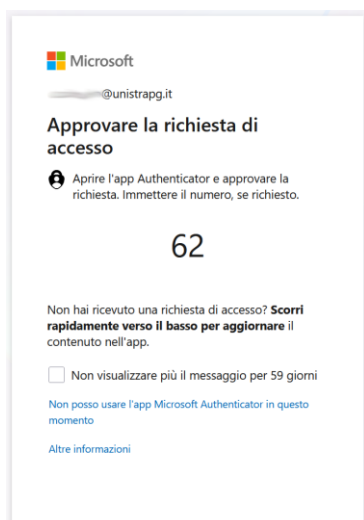 Microsoft
@unistrapg.it
Approvare la richiesta di
accesso
Aprire l'app Authenticator e approvare la
richiesta. Immettere il numero, se richiesto.
62
Non hai ricevuto una richiesta di accesso? Scorri
rapidamente verso il basso per aggiornare il
contenuto nell'app.
Non visualizzare più il messaggio per 59 giorni
Non posso usare l'app Microsoft Authenticator in questo
momento
Altre informazioni